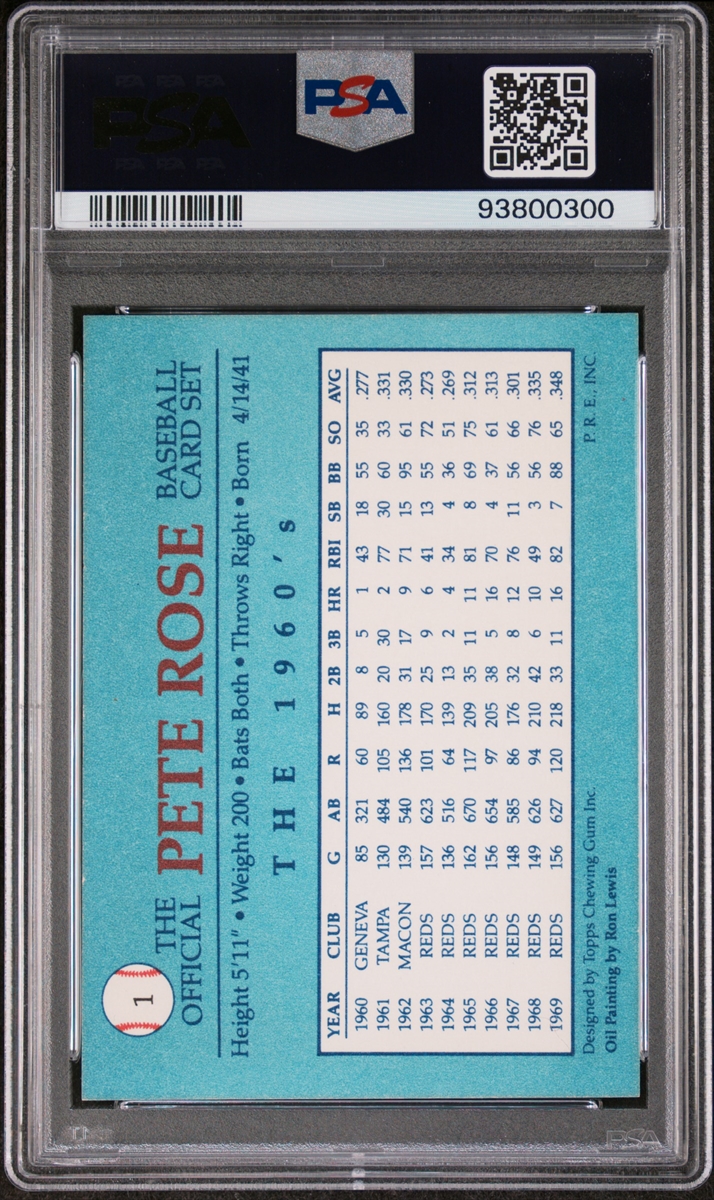 PSA PSA PSA
PSA
PSA PSA PSA
PSA
93800300
1
THE OFFICIAL PETE ROSE BASEBALL CARD SET
Height 5'11" • Weight 200 • Bats Both • Throws Right • Born 4/14/41
THE 1960's
YEAR CLUB G AB R H 2B 3B HR RBI SB BB SO AVG
1960 GENEVA 85 321 60 89 8 5 1 43 18 55 35 .277
1961 TAMPA 130 484 105 160 20 30 2 77 30 60 33 .331
1962 MACON 139 540 136 178 31 17 9 71 15 95 61 .330
1963 REDS 157 623 101 170 25 9 6 41 13 55 72 .273
1964 REDS 136 516 64 139 13 2 4 34 4 36 51 .269
1965 REDS 162 670 117 209 35 11 11 81 8 69 75 .312
1966 REDS 156 654 97 205 38 5 16 70 4 37 61 .313
1967 REDS 148 585 86 176 32 8 12 76 11 56 66 .301
1968 REDS 149 626 94 210 42 6 10 49 3 56 76 .335
1969 REDS 156 627 120 218 33 11 16 82 7 88 65 .348
Designed by Topps Chewing Gum Inc. P. R. E., INC.
Oil Painting by Ron Lewis
PSA